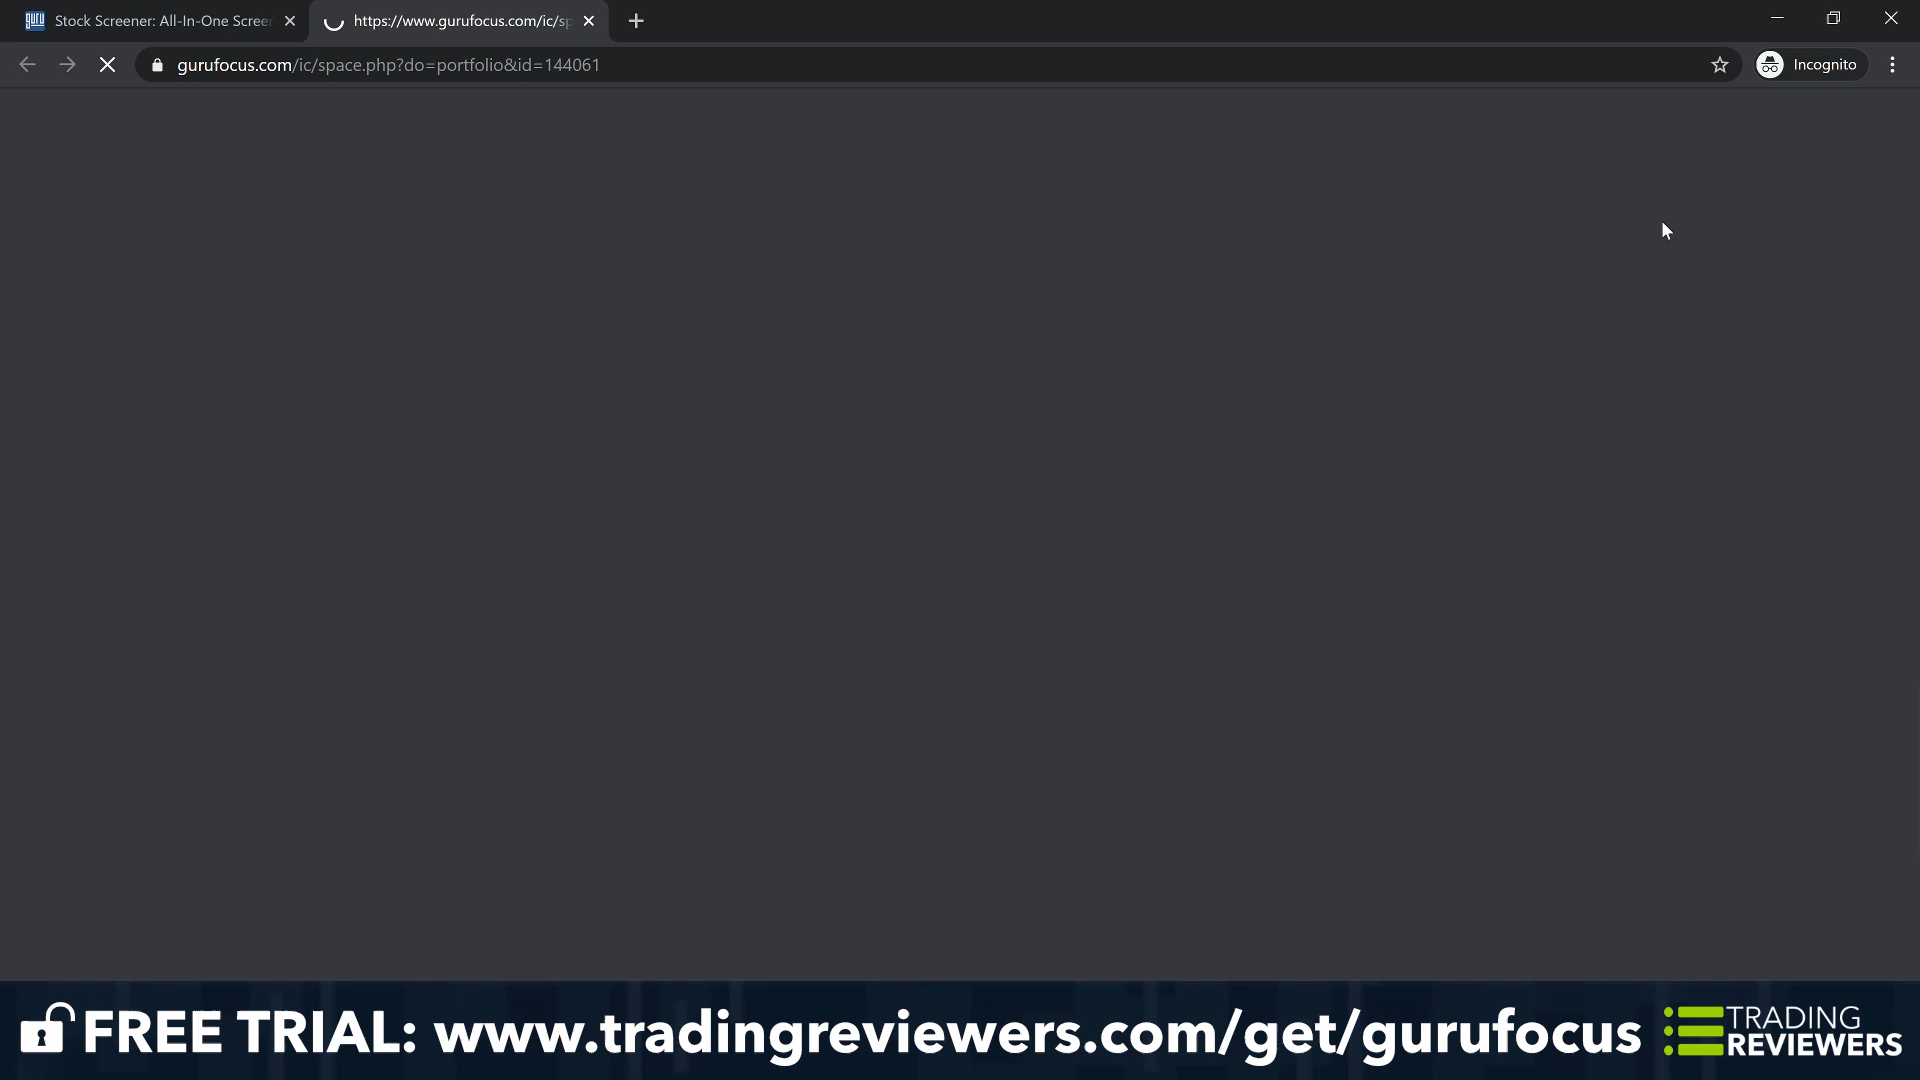 Stock Screener: All-In-One Scree
https://www.gurufocus.com/ic/sp
gurufocus.com/ic/space.php?do=portfolio&id=144061
Incognito
FREE TRIAL: www.tradingreviewers.com/get/gurufocus
TRADING
REVIEWERS